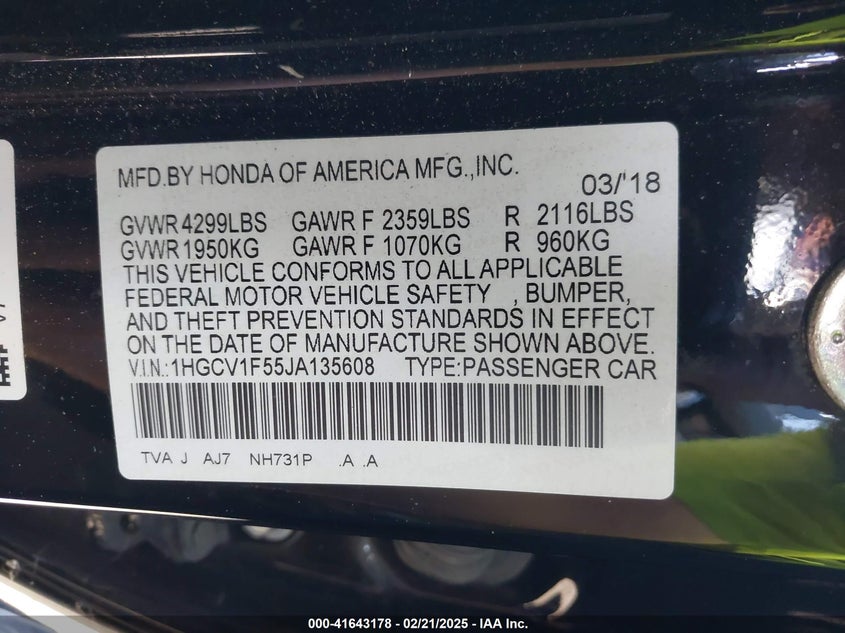 MFD.BY HONDA OF AMERICA MFG.,INC.
03/'18
GVWR 4299LBS GAWR F 2359LBS R 2116LBS
GVWR 1950KG GAWR F 1070KG R 960KG
THIS VEHICLE CONFORMS TO ALL APPLICABLE
FEDERAL MOTOR VEHICLE SAFETY , BUMPER,
AND THEFT PREVENTION STANDARDS IN EFFECT
ON THE DATE OF MANUFACTURE SHOWN ABOVE.
V.I.N.:1HGCV1F55JA135608 TYPE:PASSENGER CAR
TVA J AJ7 NH731P .A .A
000-41643178 - 02/21/2025 - IAA Inc.